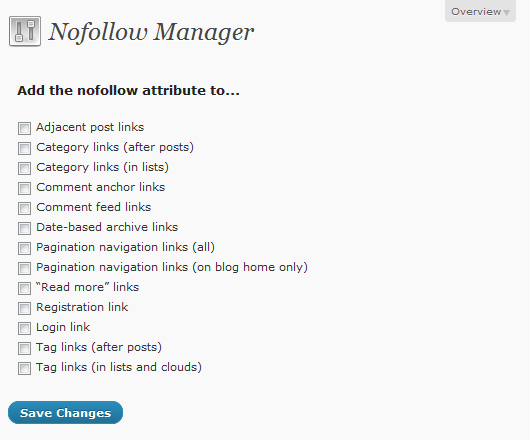 Overview
Nofollow Manager
Add the nofollow attribute to...
Adjacent post links
Category links (after posts)
Category links (in lists)
Comment anchor links
Comment feed links
Date-based archive links
Pagination navigation links (all)
Pagination navigation links (on blog home only)
“Read more” links
Registration link
Login link
Tag links (after posts)
Tag links (in lists and clouds)
Save Changes